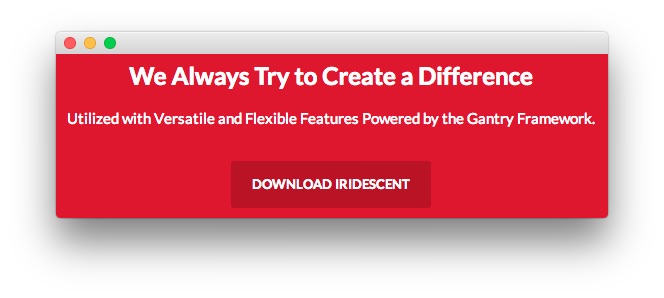 We Always Try to Create a Difference
Utilized with Versatile and Flexible Features Powered by the Gantry Framework.
DOWNLOAD IRIDESCENT